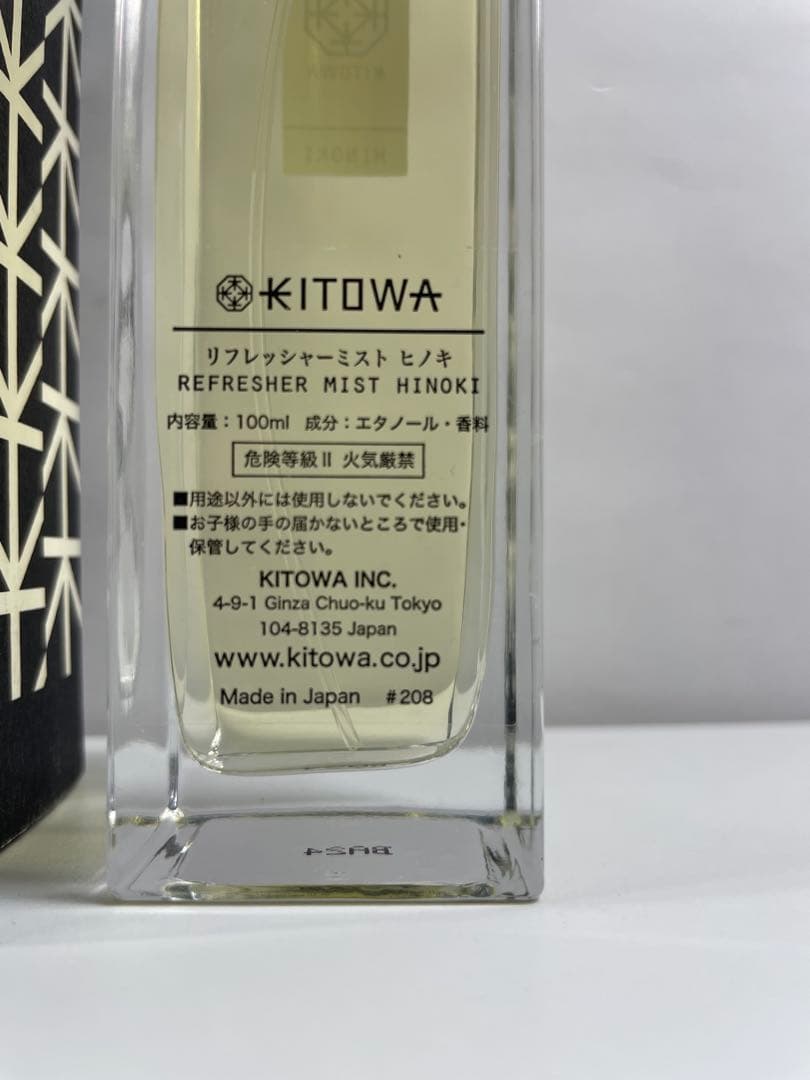 KITOWA
HINOKI
KITOWA
リフレッシャーミスト ヒノキ
REFRESHER MIST HINOKI
内容量：100ml 成分：エタノール・香料
危険等級II 火気厳禁
■用途以外には使用しないでください。
■お子様の手の届かないところで使用・
保管してください。
KITOWA INC.
4-9-1 Ginza Chuo-ku Tokyo
104-8135 Japan
www.kitowa.co.jp
Made in Japan #208